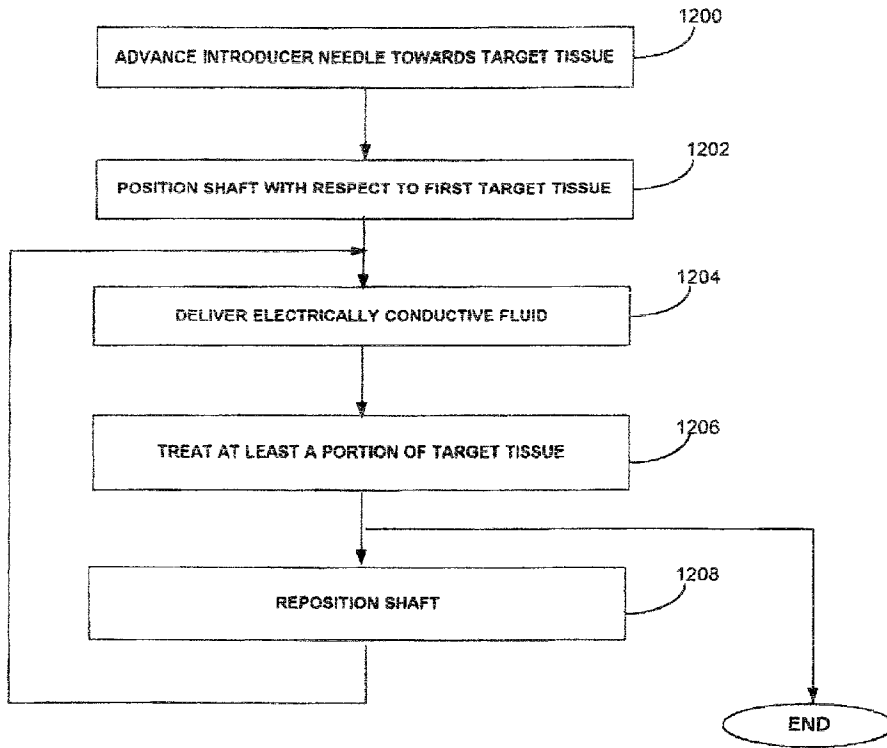 1200
ADVANCE INTRODUCER NEEDLE TOWARDS TARGET TISSUE
1202
POSITION SHAFT WITH RESPECT TO FIRST TARGET TISSUE
1204
DELIVER ELECTRICALLY CONDUCTIVE FLUID
1206
TREAT AT LEAST A PORTION OF TARGET TISSUE
1208
REPOSITION SHAFT
END